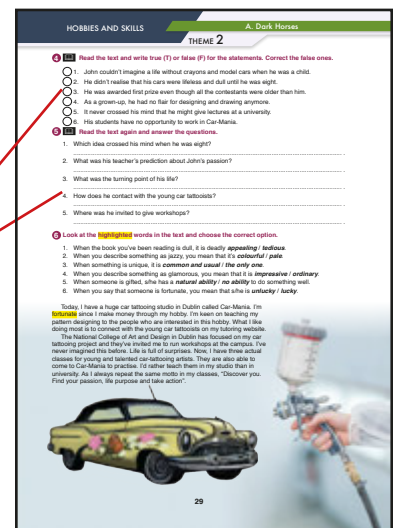 HOBBIES AND SKILLS
A. Dark Horses
THEME 2
4 Read the text and write true (T) or false (F) for the statements. Correct the false ones.
1. John couldn't imagine a life without crayons and model cars when he was a child.
2. He didn't realise that his cars were lifeless and dull until he was eight.
3. He was awarded first prize even though all the contestants were older than him.
4. As a grown-up, he had no flair for designing and drawing anymore.
5. It never crossed his mind that he might give lectures at a university.
6. His students have no opportunity to work in Car-Mania.
5 Read the text again and answer the questions.
1. Which idea crossed his mind when he was eight?
2. What was his teacher's prediction about John's passion?
3. What was the turning point of his life?
4. How does he contact with the young car tattooists?
5. Where was he invited to give workshops?
6 Look at the highlighted words in the text and choose the correct option.
1. When the book you've been reading is dull, it is deadly appealing / tedious.
2. When you describe something as jazzy, you mean that it's colourful / pale.
3. When something is unique, it is common and usual / the only one.
4. When you describe something as glamorous, you mean that it is impressive / ordinary.
5. When someone is gifted, s/he has a natural ability / no ability to do something well.
6. When you say that someone is fortunate, you mean that s/he is unlucky / lucky.
Today, I have a huge car tattooing studio in Dublin called Car-Mania. I'm
fortunate since I make money through my hobby. I'm keen on teaching my
pattern designing to the people who are interested in this hobby. What I like
doing most is to connect with the young car tattooists on my tutoring website.
The National College of Art and Design in Dublin has focused on my car
tattooing project and they've invited me to run workshops at the campus. I've
never imagined this before. Life is full of surprises. Now, I have three actual
classes for young and talented car-tattooing artists. They are also able to
come to Car-Mania to practise. I'd rather teach them in my studio than in
university. As I always repeat the same motto in my classes, "Discover you.
Find your passion, life purpose and take action".
29